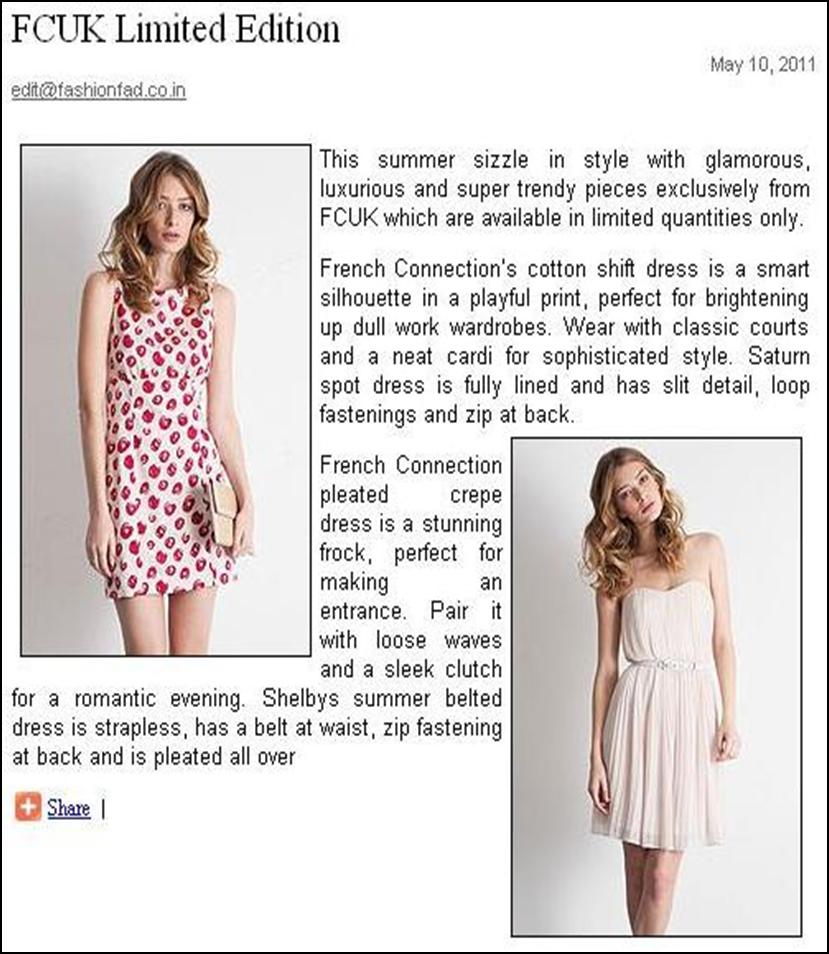 FCUK Limited Edition
May 10, 2011
edit@fashionfad.co.in
This summer sizzle in style with glamorous,
luxurious and super trendy pieces exclusively from
FCUK which are available in limited quantities only.
French Connection's cotton shift dress is a smart
silhouette in a playful print, perfect for brightening
up dull work wardrobes. Wear with classic courts
and a neat cardi for sophisticated style. Saturn
spot dress is fully lined and has slit detail, loop
fastenings and zip at back.
French Connection
pleated crepe
dress is a stunning
frock, perfect for
making an
entrance. Pair it
with loose waves
and a sleek clutch
for a romantic evening. Shelbys summer belted
dress is strapless, has a belt at waist, zip fastening
at back and is pleated all over
Share |